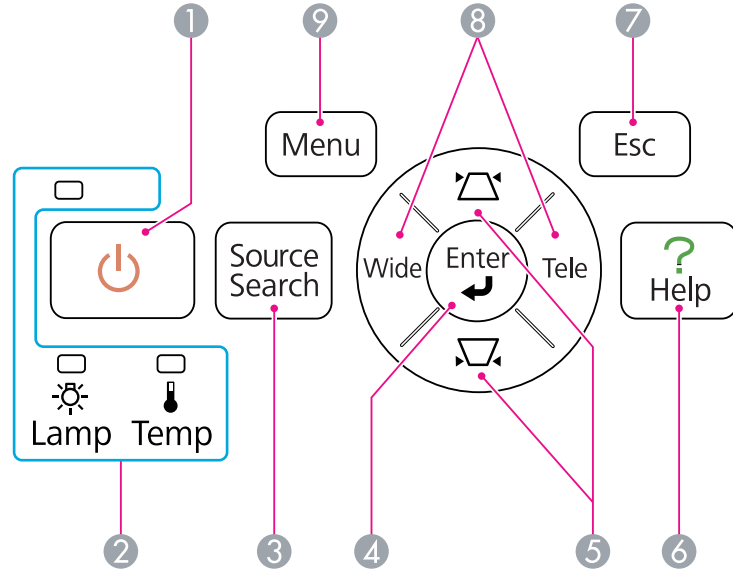 1
9
8
7
Menu
Esc
Source
Search
Wide
Enter
Tele
?
Help
Lamp
Temp
2
3
4
5
6